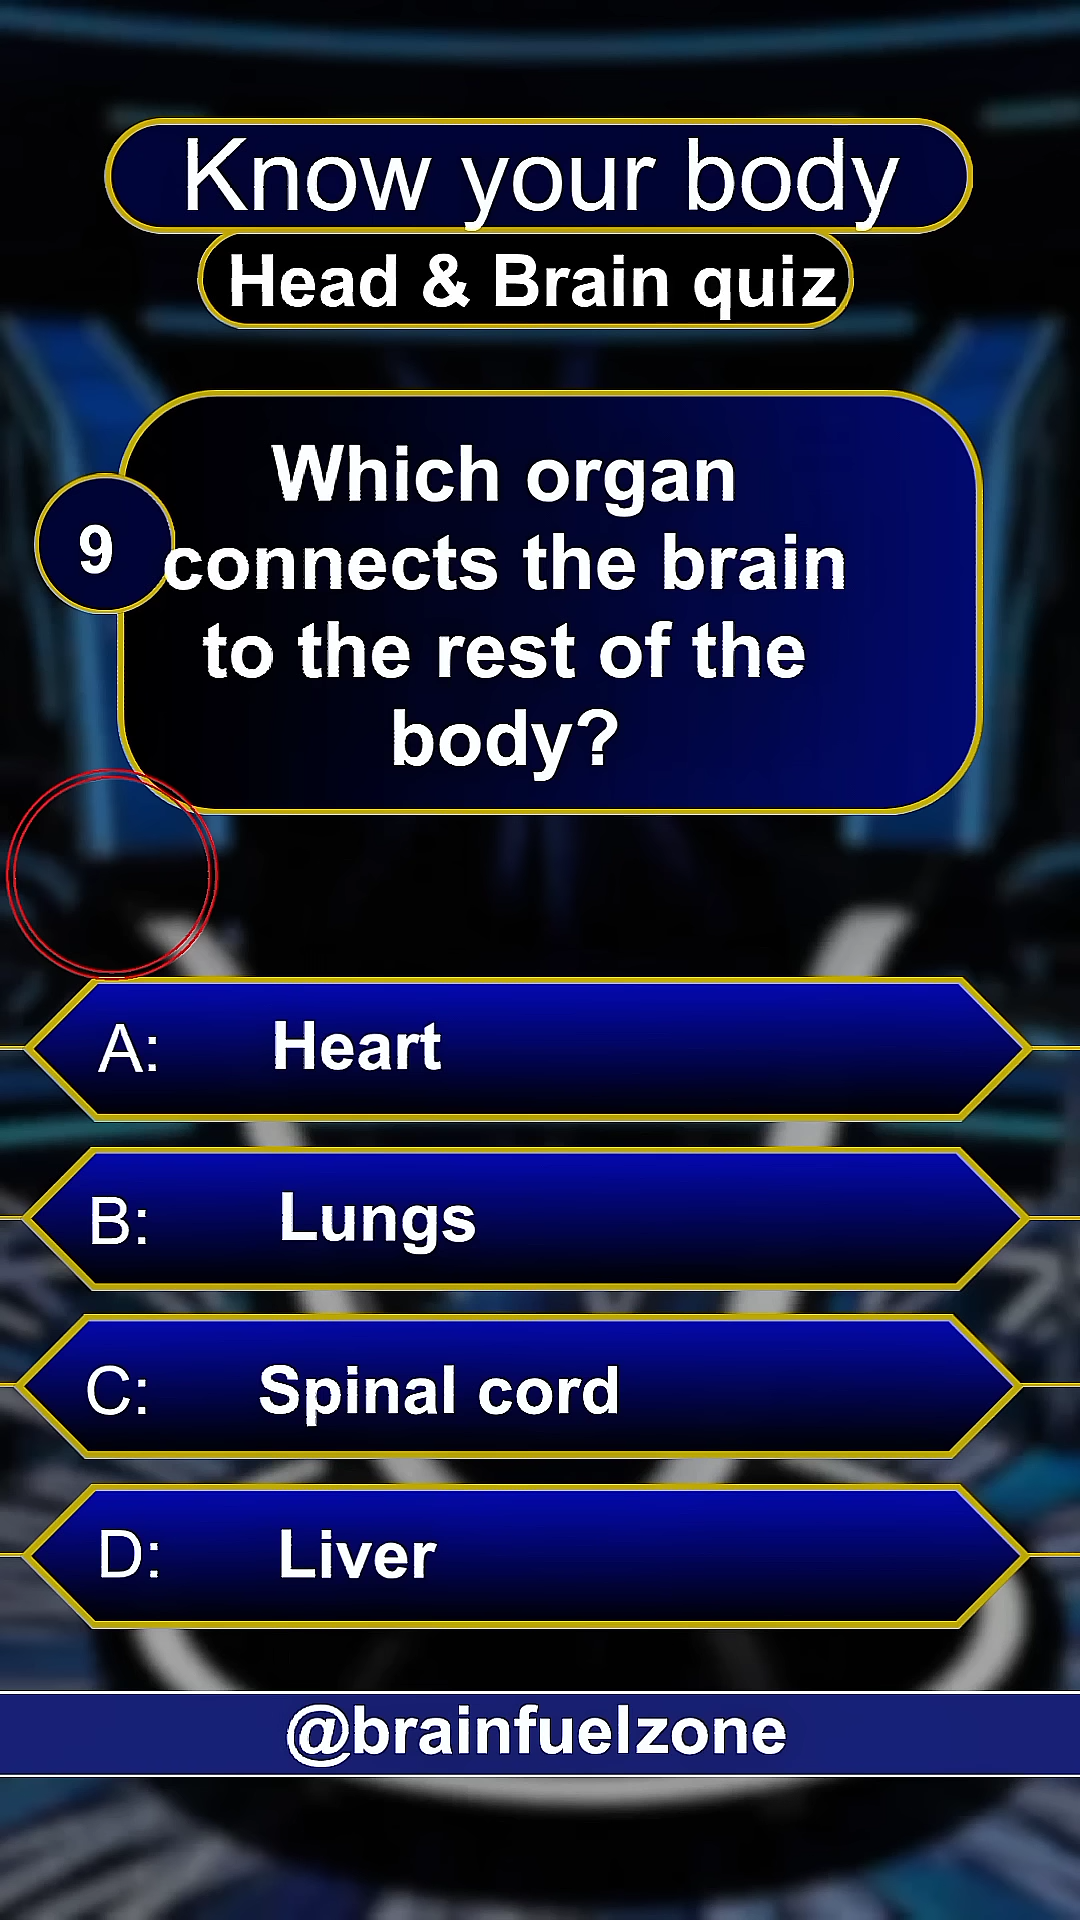 Know your body
Head & Brain quiz
9
Which organ
connects the brain
to the rest of the
body?
A: Heart
B: Lungs
C: Spinal cord
D: Liver
@brainfuelzone